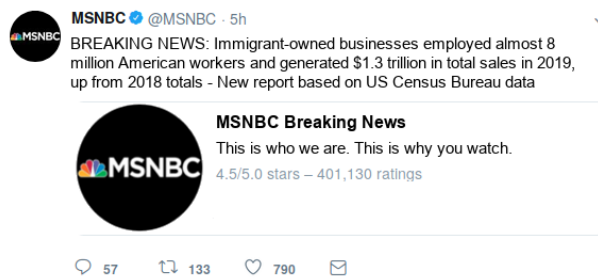 MSNBC @MSNBC · 5h
MSNBC
BREAKING NEWS: Immigrant-owned businesses employed almost 8
million American workers and generated $1.3 trillion in total sales in 2019,
up from 2018 totals - New report based on US Census Bureau data
MSNBC
MSNBC Breaking News
This is who we are. This is why you watch.
4.5/5.0 stars – 401,130 ratings
57 133 790